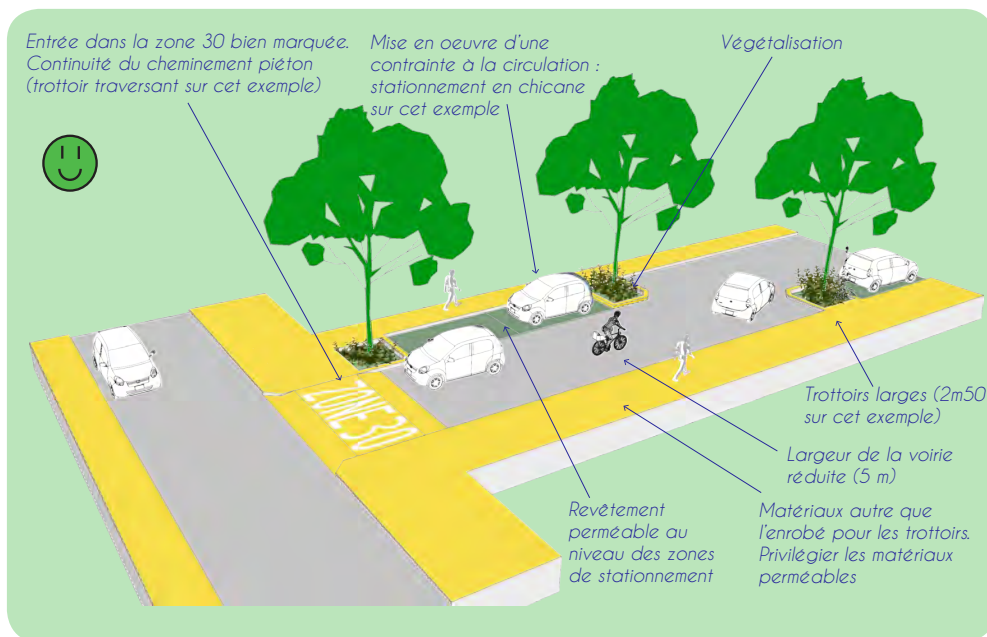 Entrée dans la zone 30 bien marquée.
Continuité du cheminement piéton
(trottoir traversant sur cet exemple)
Mise en oeuvre d'une
contrainte à la circulation :
stationnement en chicane
sur cet exemple
Végétalisation
ZONE30
Trottoirs larges (2m50
sur cet exemple)
Largeur de la voirie
réduite (5 m)
Revêtement
perméable au
niveau des zones
de stationnement
Matériaux autre que
l'enrobé pour les trottoirs.
Privilégier les matériaux
perméables